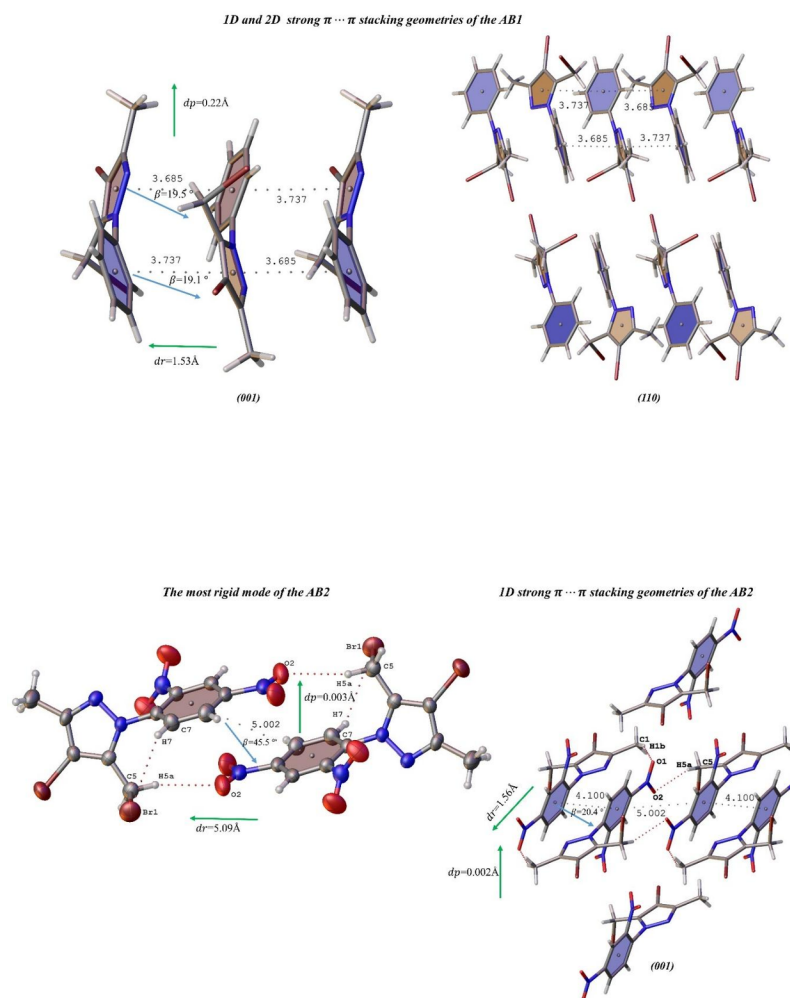 1D and 2D strong π ··· π stacking geometries of the AB1
dp=0.22Å
3.685
β=19.5 °
3.737
3.737
3.685
β=19.1 °
dr=1.53Å
(001)
3.737
3.685
3.685
3.737
(110)
The most rigid mode of the AB2
Br1
O2
C5
H5a
dp=0.003Å
H7
C7
5.002
β=45.5 °
C7
H7
C5
H5a
O2
Br1
dr=5.09Å
1D strong π ··· π stacking geometries of the AB2
C1
H1b
O1
H5a
C5
O2
dr=1.56Å
4.100
4.100
β=20.4
5.002
dp=0.002Å
(001)